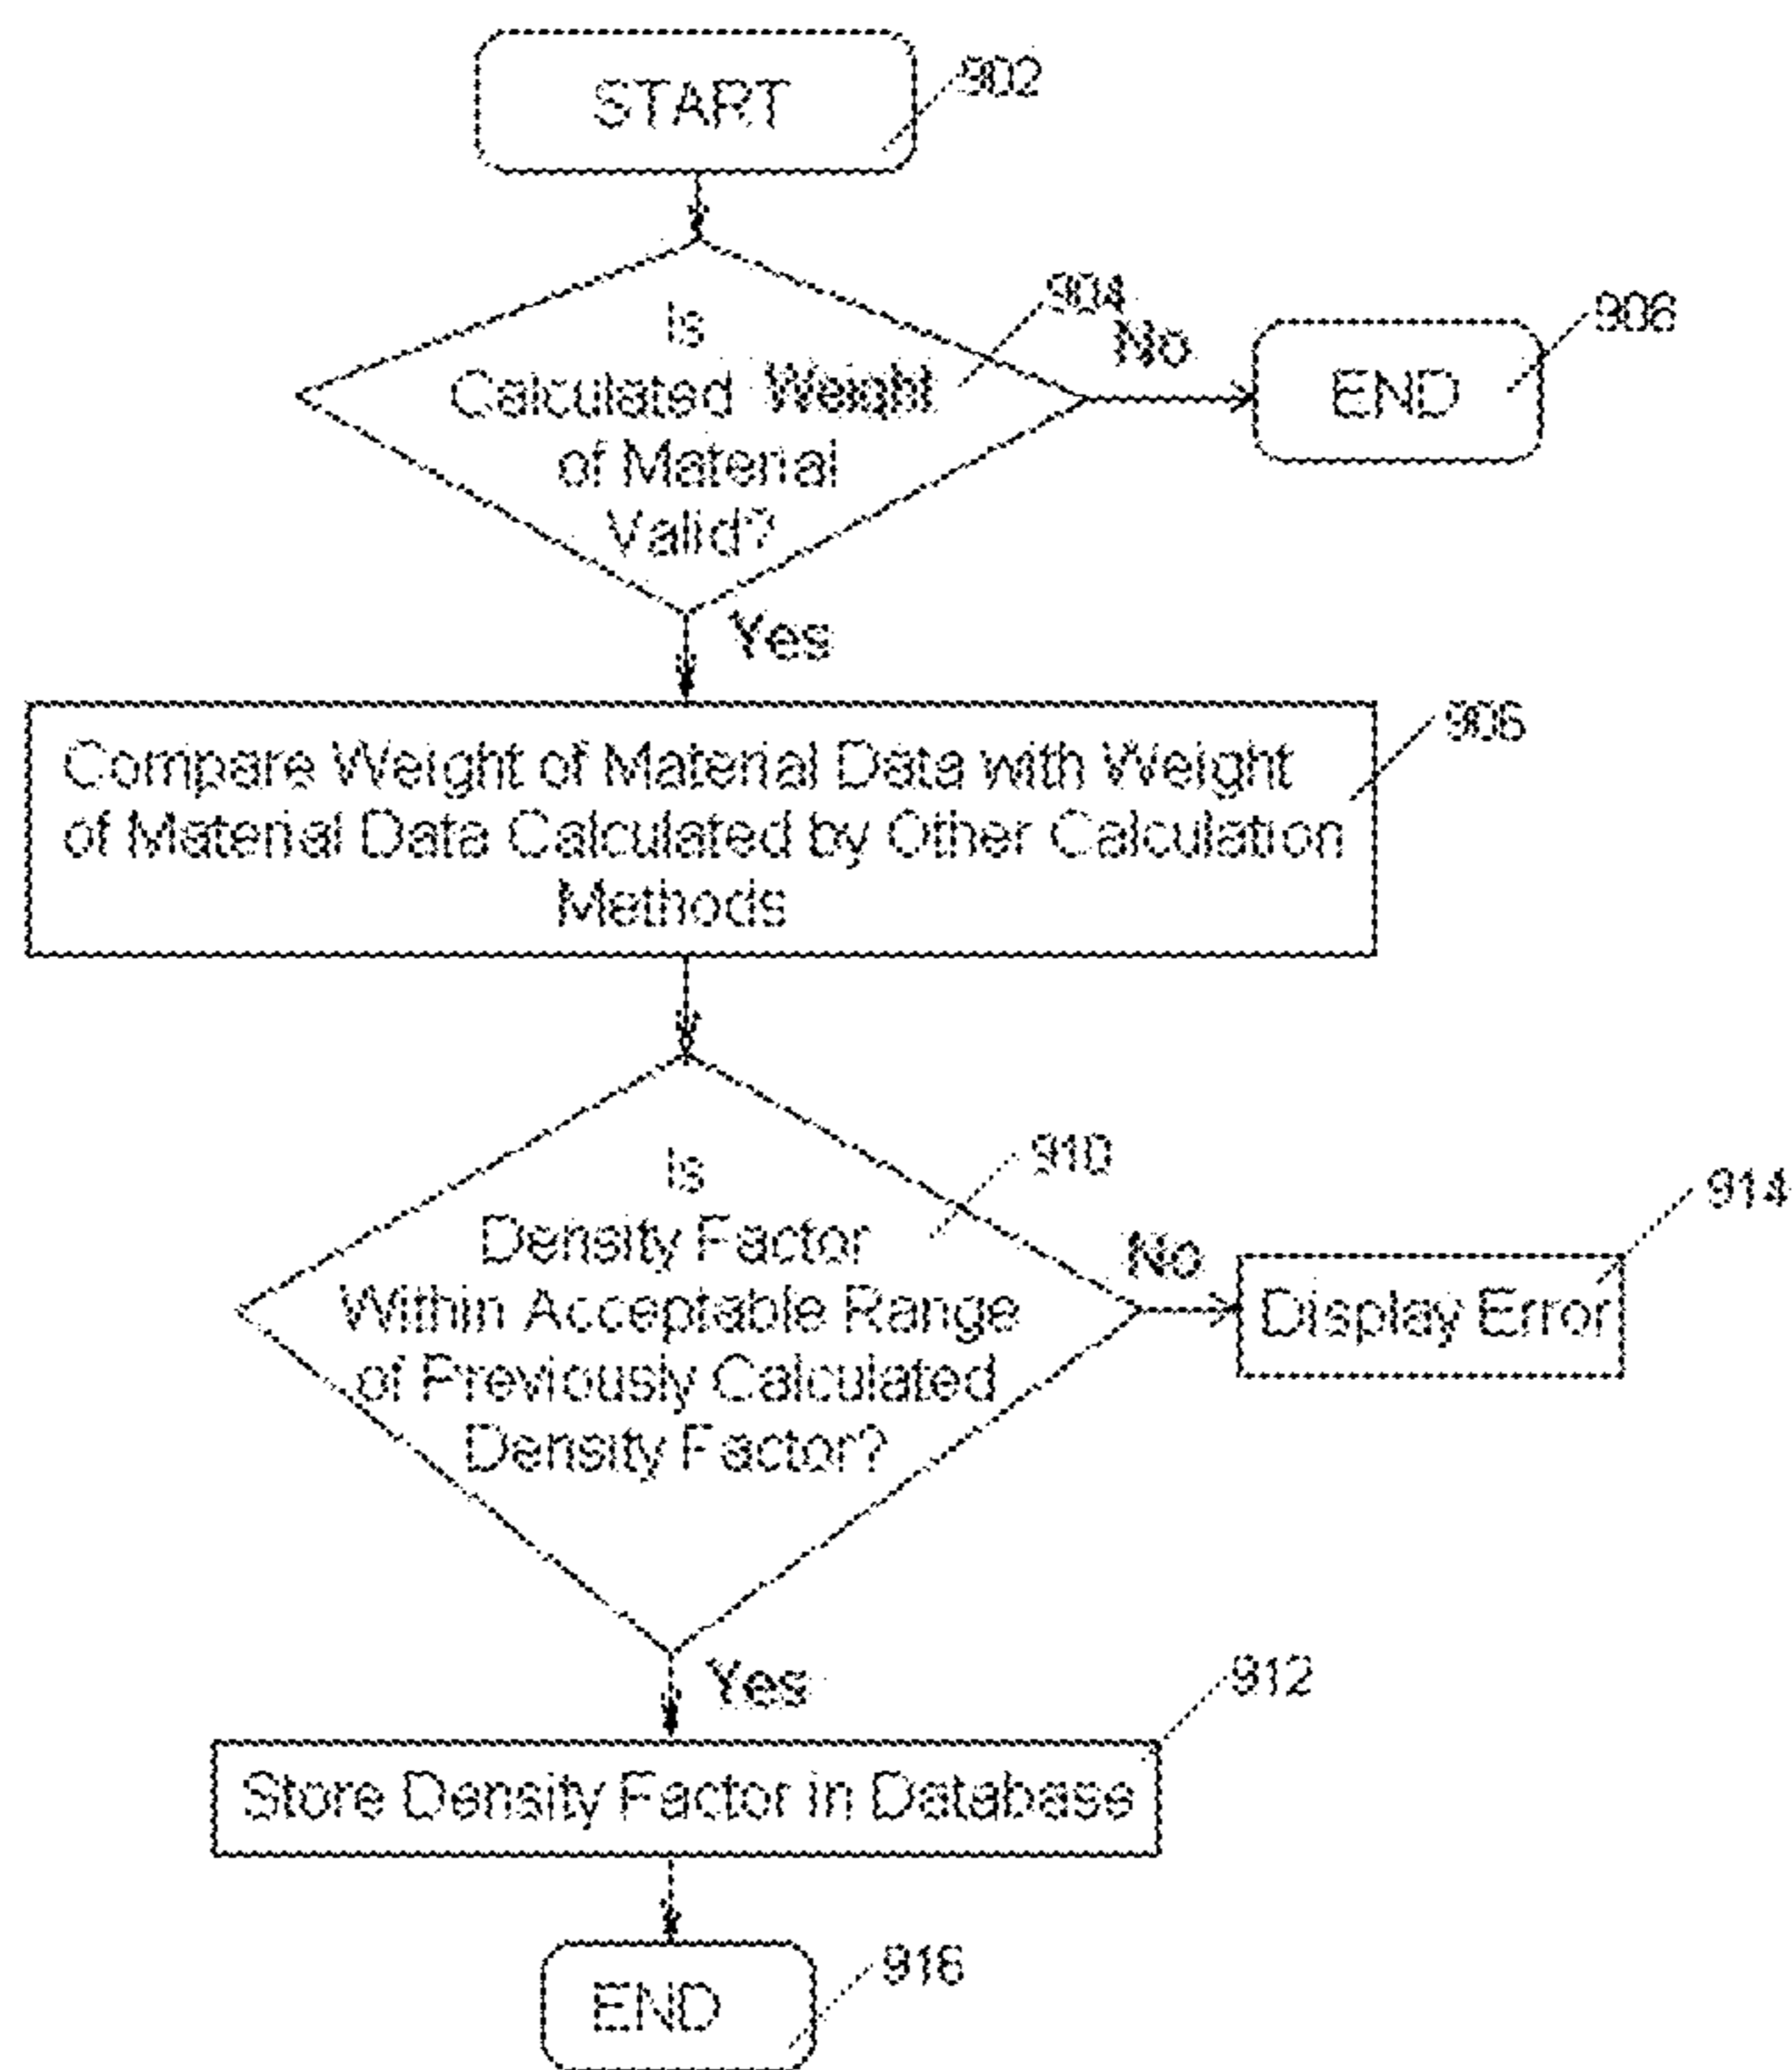 START
902
Is
Calculated Weight
of Material
Valid?
904
No
END
906
Yes
Compare Weight of Material Data with Weight
of Material Data Calculated by Other Calculation
Methods
Is
Density Factor
Within Acceptable Range
of Previously Calculated
Density Factor?
910
No
Display Error
914
Yes
Store Density Factor in Database
912
END
916